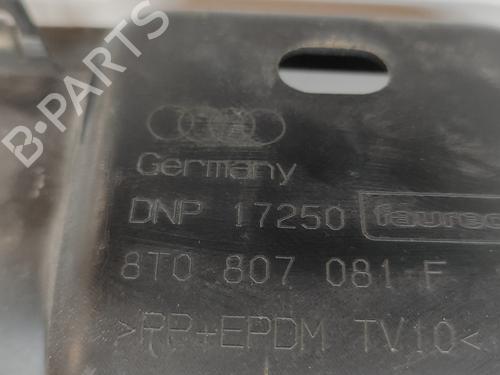 B-PARTS
Germany
DNP 17250 faurec
8T0 807 081 F
>PP+EPDM TV10<